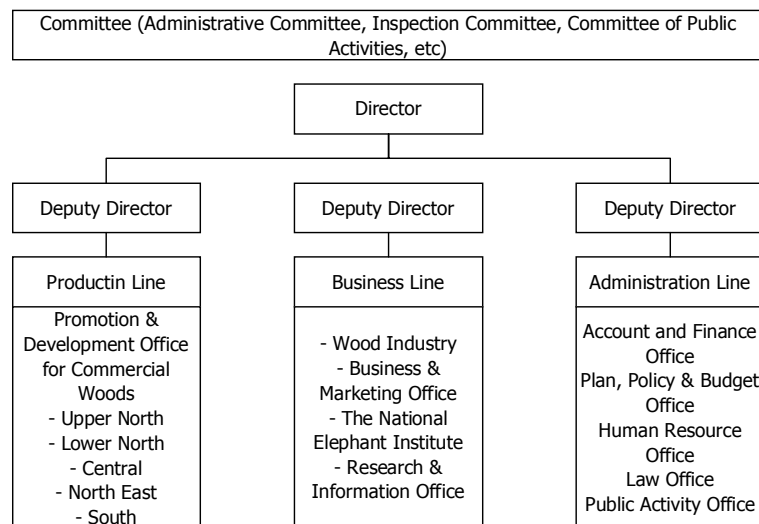 Committee (Administrative Committee, Inspection Committee, Committee of Public
Activities, etc)
Director
Deputy Director
Deputy Director
Deputy Director
Productin Line
Business Line
Administration Line
Promotion &
Development Office
for Commercial
Woods
- Upper North
- Lower North
- Central
- North East
- South
- Wood Industry
- Business &
Marketing Office
- The National
Elephant Institute
- Research &
Information Office
Account and Finance
Office
Plan, Policy & Budget
Office
Human Resource
Office
Law Office
Public Activity Office